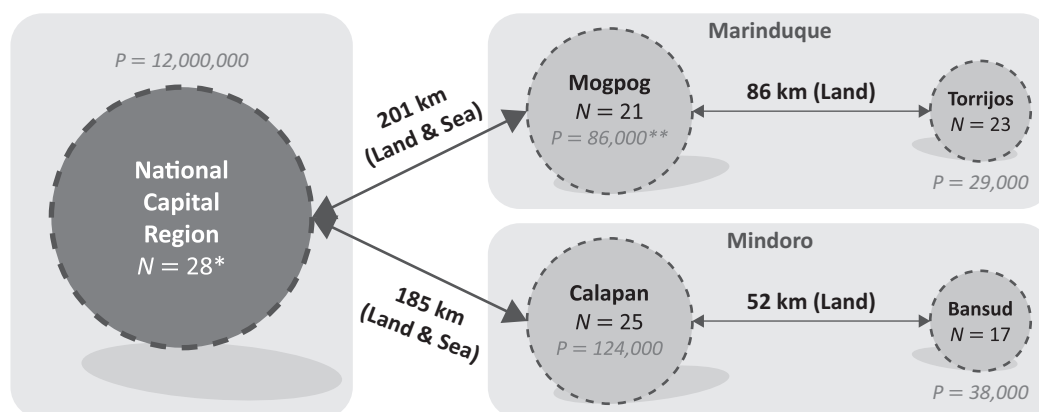 P = 12,000,000
National
Capital
Region
N = 28*
201 km
(Land & Sea)
185 km
(Land & Sea)
Marinduque
Mogpog
N = 21
P = 86,000**
86 km (Land)
Torrijos
N = 23
P = 29,000
Mindoro
Calapan
N = 25
P = 124,000
52 km (Land)
Bansud
N = 17
P = 38,000